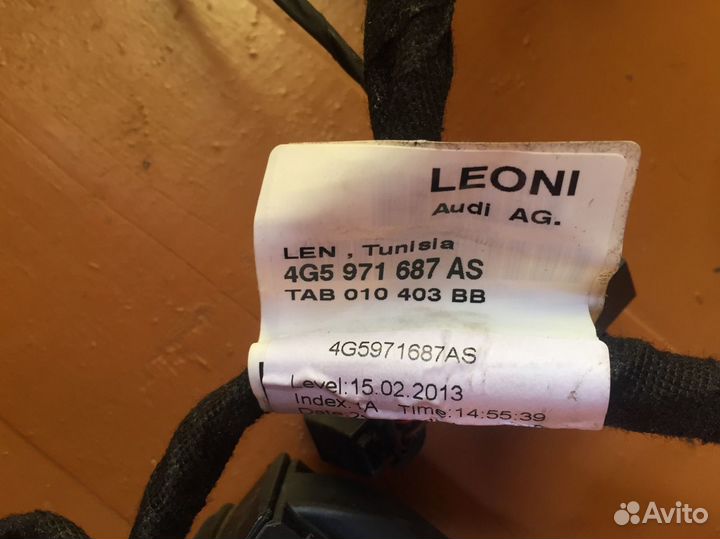 LEONI
Audi AG.
LEN , Tunisia
4G5 971 687 AS
TAB 010 403 BB
4G5971687AS
Level:15.02.2013
Index:1A Time:14:55:39
Avito